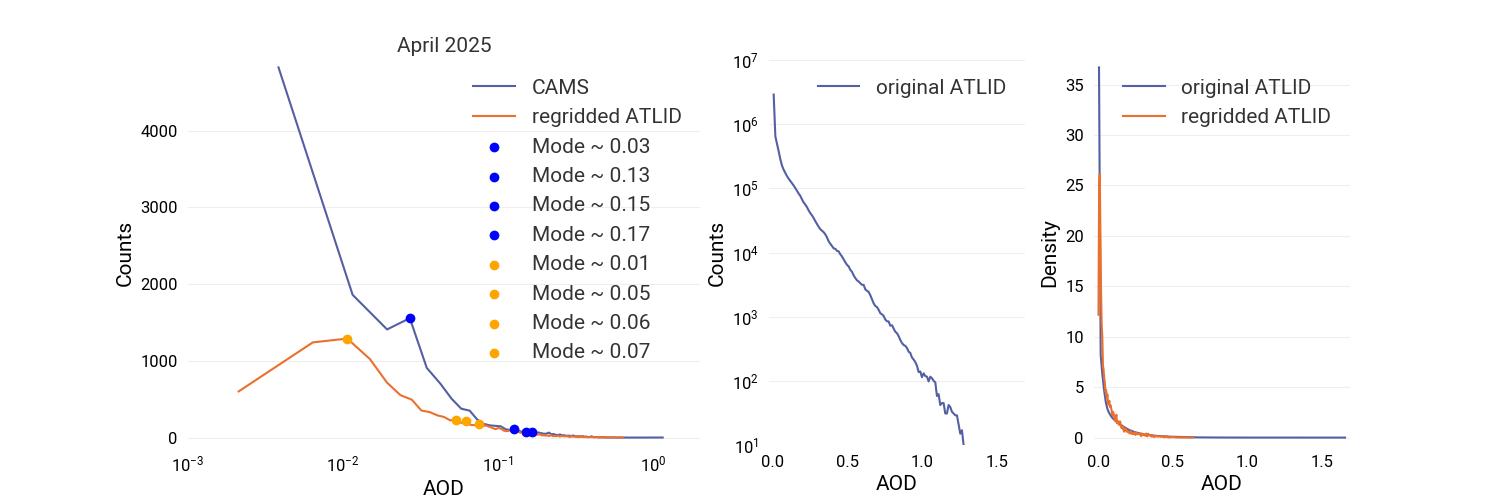 April 2025
CAMS
regridded ATLID
Mode ~ 0.03
Mode ~ 0.13
Mode ~ 0.15
Mode ~ 0.17
Mode ~ 0.01
Mode ~ 0.05
Mode ~ 0.06
Mode ~ 0.07
4000
3000
2000
1000
0
Counts
10⁻³ 10⁻² 10⁻¹ 10⁰
AOD
original ATLID
10⁷
10⁶
10⁵
10⁴
10³
10²
10¹
Counts
0.0 0.5 1.0 1.5
AOD
original ATLID
regridded ATLID
35
30
25
20
15
10
5
0
Density
0.0 0.5 1.0 1.5
AOD